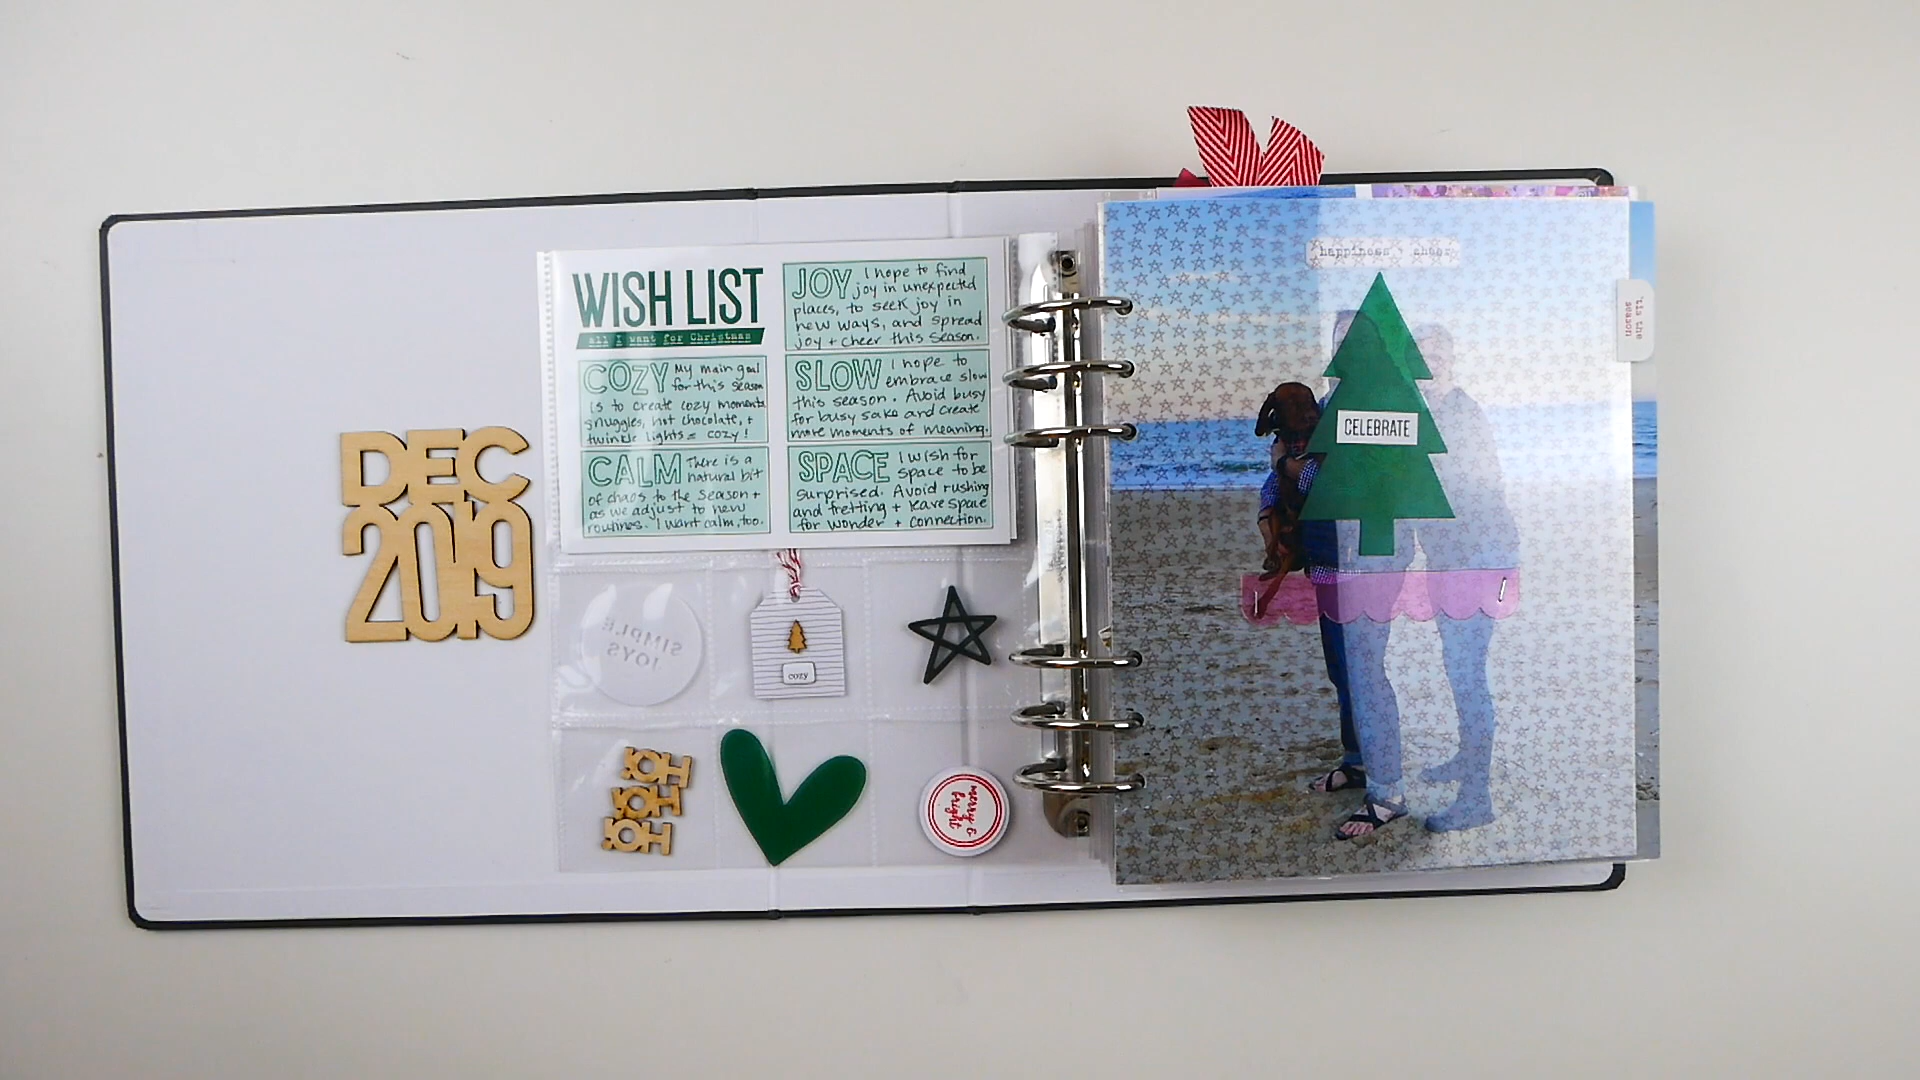 DEC
2019
WISH LIST
all I want for Christmas
COZY My main goal
for this season
is to create cozy moments
snuggles, hot chocolate, +
twinkle lights = cozy!
CALM There is a
natural bit
of chaos to the season +
as we adjust to new
routines. I want calm, too.
JOY I hope to find
joy in unexpected
places, to seek joy in
new ways, and spread
joy + cheer this season.
SLOW I hope to
embrace slow
this season. Avoid busy
for busy sake and create
more moments of meaning.
SPACE I wish for
space to be
surprised. Avoid rushing
and fretting + leave space
for wonder + connection.
SIMPLE
JOYS
cozy
HO
HO
HO
merry &
bright
happiness + cheer
CELEBRATE
'tis the
season